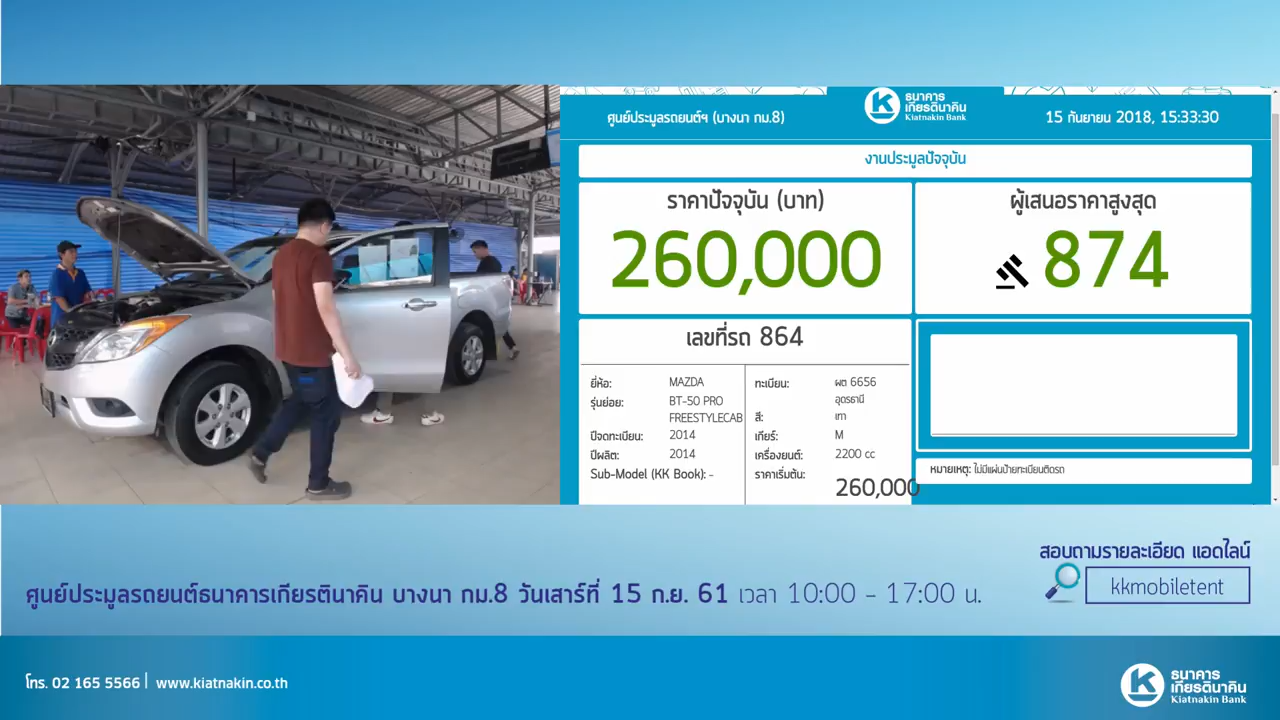 ศูนย์ประมูลรถยนต์ฯ (บางนา กม.8)
ธนาคาร
เกียรตินาคิน
Kiatnakin Bank
15 กันยายน 2018, 15:33:30
งานประมูลปัจจุบัน
ราคาปัจจุบัน (บาท)
260,000
ผู้เสนอราคาสูงสุด
874
เลขที่รถ 864
ยี่ห้อ: MAZDA
รุ่นย่อย: BT-50 PRO
FREESTYLECAB
ปีจดทะเบียน: 2014
ปีผลิต: 2014
Sub-Model (KK Book): -
ทะเบียน: ผต 6656
อุดรธานี
สี: เทา
เกียร์: M
เครื่องยนต์: 2200 cc
ราคาเริ่มต้น:
260,000
หมายเหตุ: ไม่มีแผ่นป้ายทะเบียนติดรถ
สอบถามรายละเอียด แอดไลน์
kkmobiletent
ศูนย์ประมูลรถยนต์ธนาคารเกียรตินาคิน บางนา กม.8 วันเสาร์ที่ 15 ก.ย. 61 เวลา 10:00 - 17:00 น.
โทร. 02 165 5566 | www.kiatnakin.co.th
ธนาคาร
เกียรตินาคิน
Kiatnakin Bank